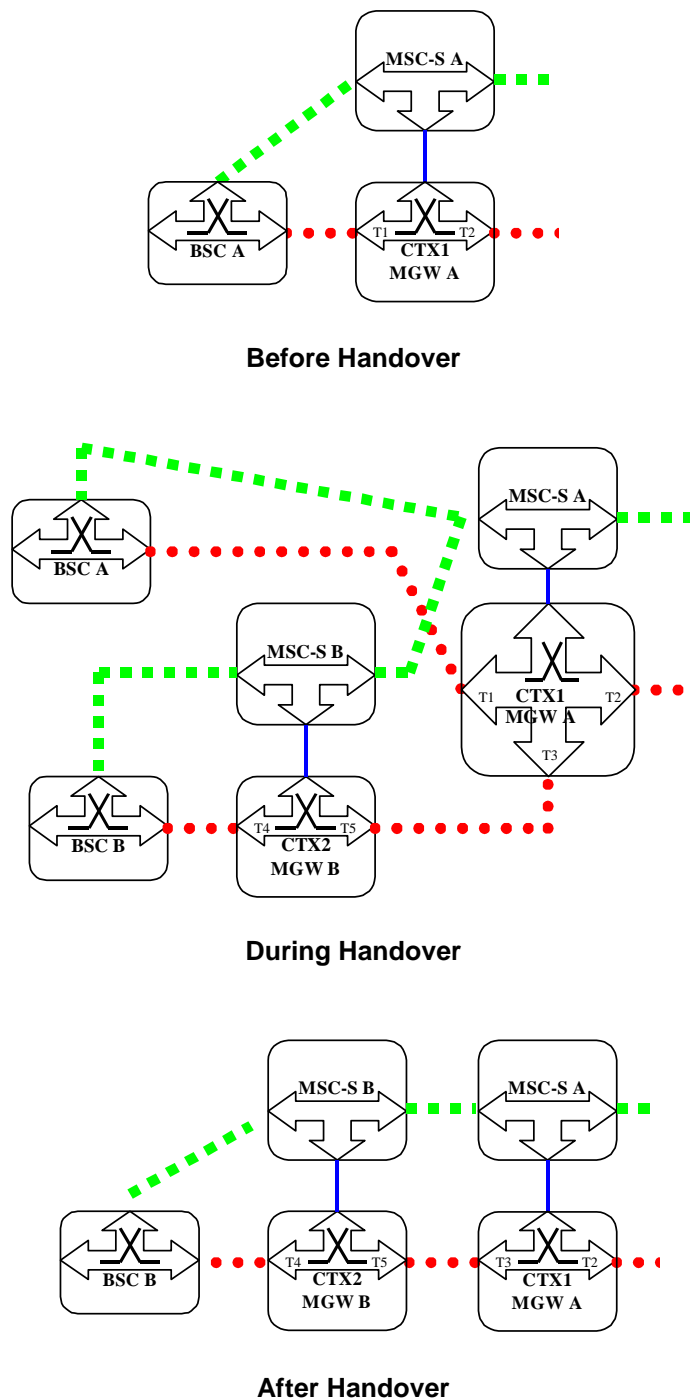 MSC-S A
T1
T2
CTX1
BSC A
MGW A
Before Handover
MSC-S A
BSC A
MSC-S B
CTX1
T1
T2
MGW A
T3
T4
T5
BSC B
CTX2
MGW B
During Handover
MSC-S B
MSC-S A
T4
T5
T3
T2
BSC B
CTX2
CTX1
MGW B
MGW A
After Handover